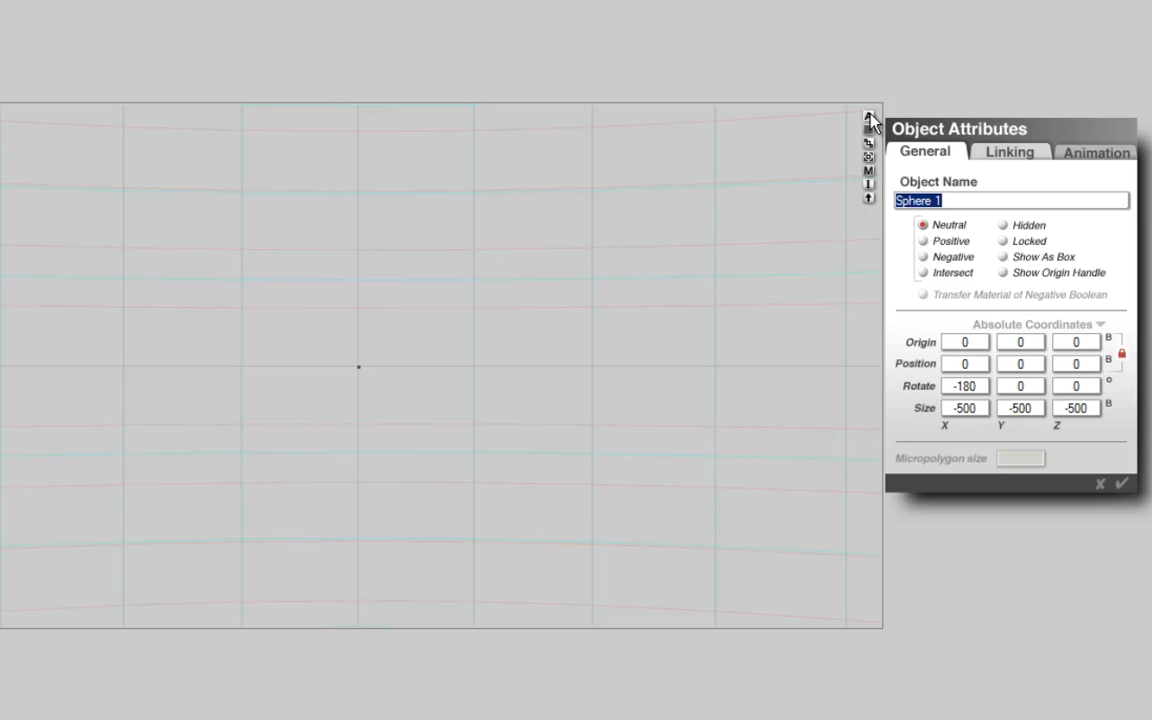 Object Attributes
General Linking Animation
Object Name
Sphere 1
Neutral Hidden
Positive Locked
Negative Show As Box
Intersect Show Origin Handle
Transfer Material of Negative Boolean
Absolute Coordinates
Origin 0 0 0 B
Position 0 0 0 B
Rotate -180 0 0 °
Size -500 -500 -500 B
X Y Z
Micropolygon size
M
I